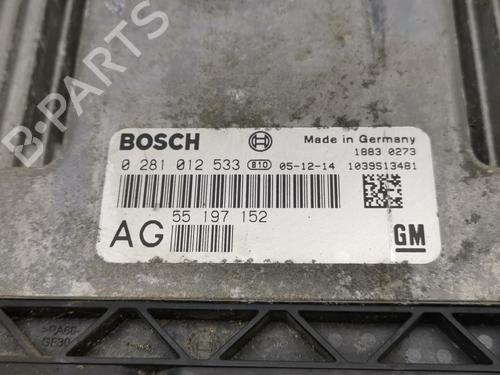 B-PARTS
BOSCH
Made in Germany
1883 0273
0 281 012 533 810 05-12-14 1039S13481
55 197 152
AG
GM
>PA66-
GF30